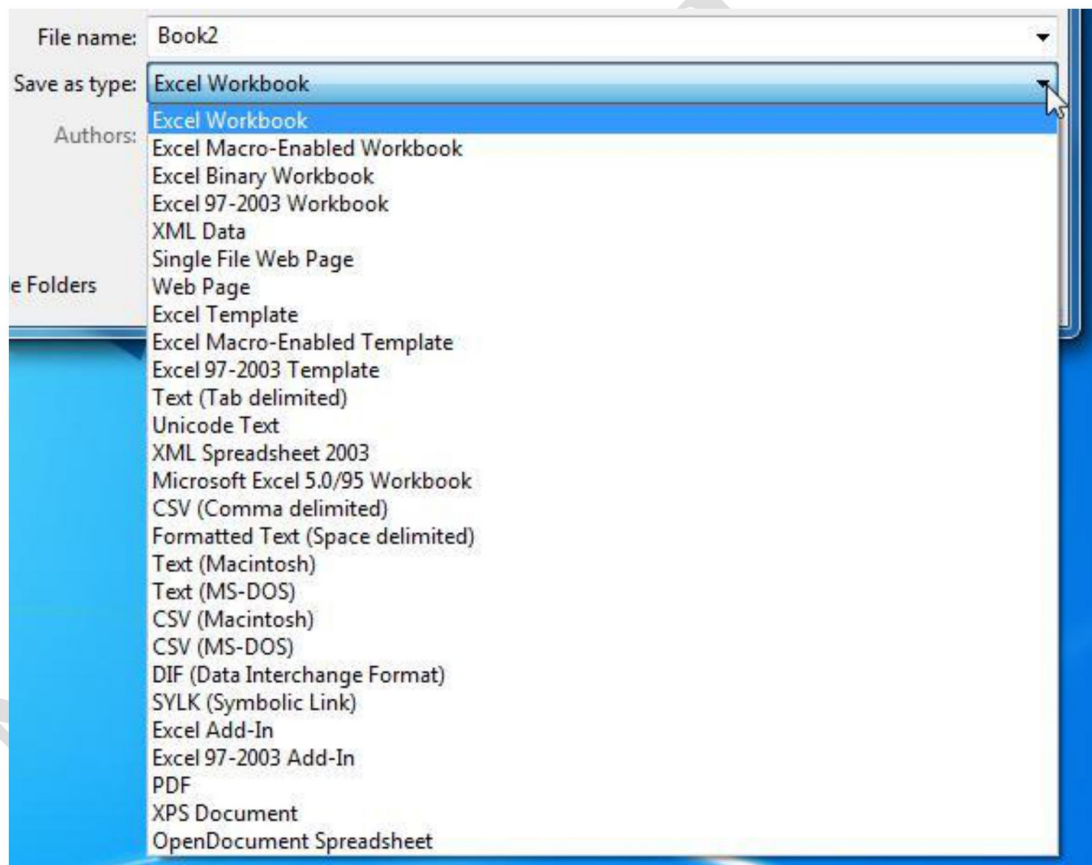 File name: Book2
Save as type: Excel Workbook
Authors:
Excel Workbook
Excel Macro-Enabled Workbook
Excel Binary Workbook
Excel 97-2003 Workbook
XML Data
Single File Web Page
e Folders
Web Page
Excel Template
Excel Macro-Enabled Template
Excel 97-2003 Template
Text (Tab delimited)
Unicode Text
XML Spreadsheet 2003
Microsoft Excel 5.0/95 Workbook
CSV (Comma delimited)
Formatted Text (Space delimited)
Text (Macintosh)
Text (MS-DOS)
CSV (Macintosh)
CSV (MS-DOS)
DIF (Data Interchange Format)
SYLK (Symbolic Link)
Excel Add-In
Excel 97-2003 Add-In
PDF
XPS Document
OpenDocument Spreadsheet